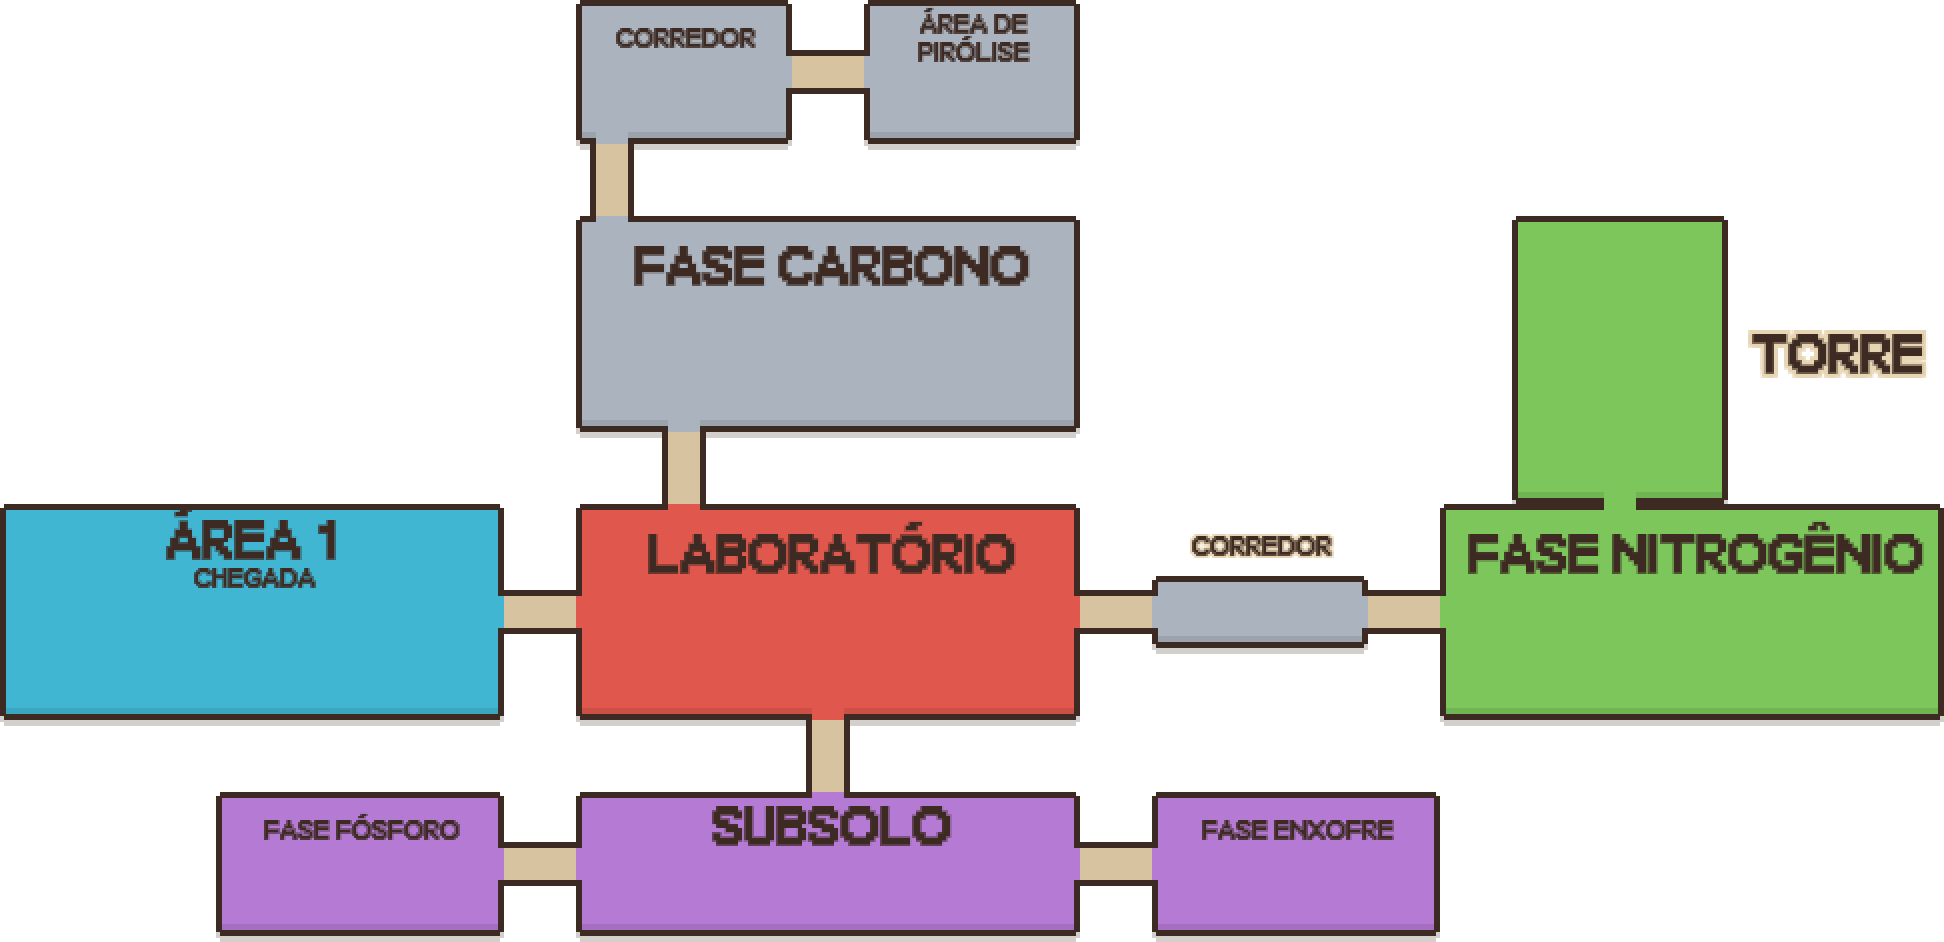 CORREDOR
ÁREA DE
PIRÓLISE
FASE CARBONO
TORRE
ÁREA 1
CHEGADA
LABORATÓRIO
CORREDOR
FASE NITROGÊNIO
FASE FÓSFORO
SUBSOLO
FASE ENXOFRE